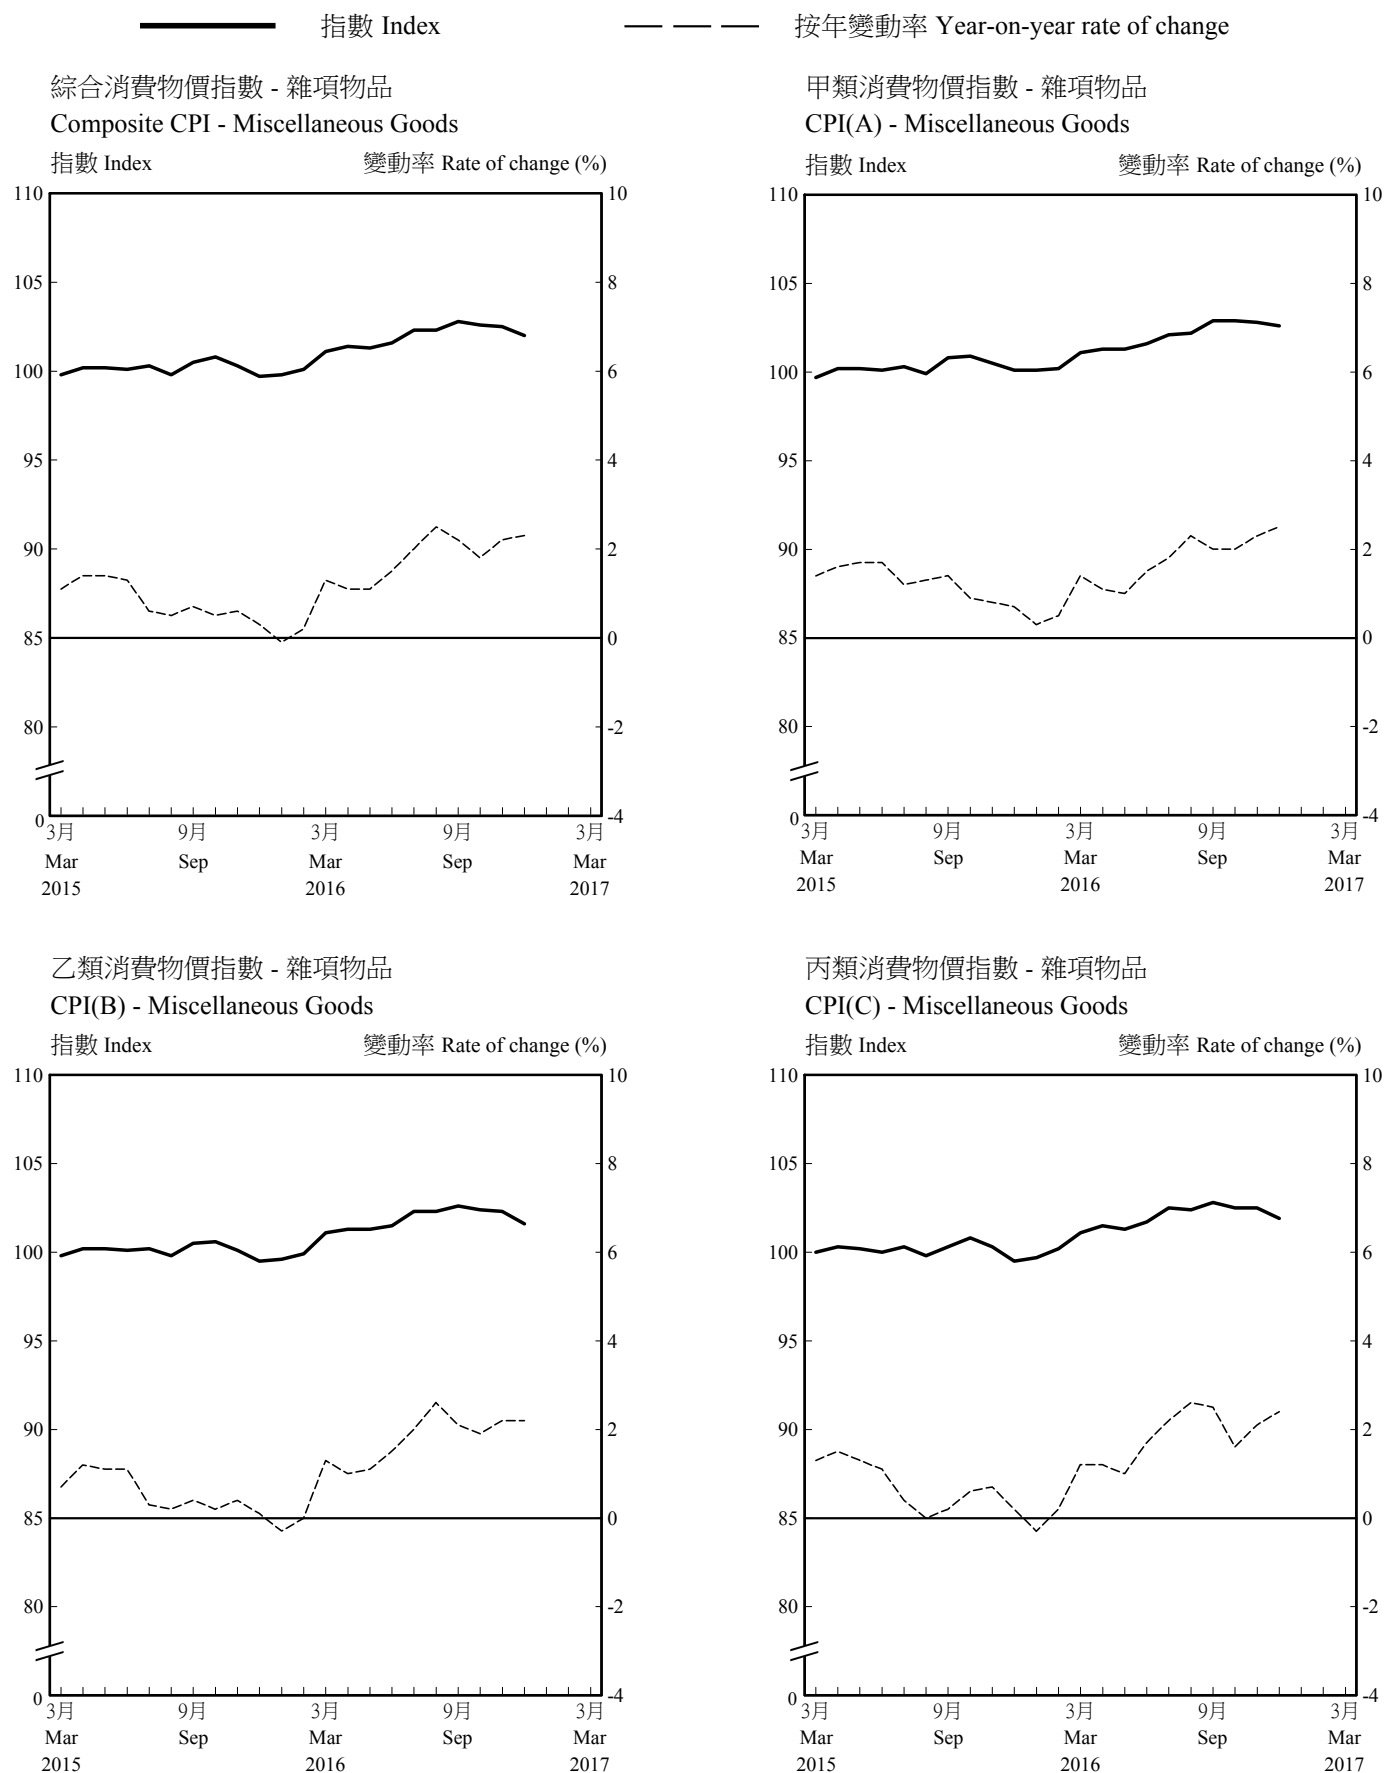 指數 Index
按年變動率 Year-on-year rate of change
綜合消費物價指數 - 雜項物品
Composite CPI - Miscellaneous Goods
指數 Index 變動率 Rate of change (%)
110 10
105 8
100 6
95 4
90 2
85 0
80 -2
0 -4
3月 9月 3月 9月 3月
Mar Sep Mar Sep Mar
2015 2016 2017
甲類消費物價指數 - 雜項物品
CPI(A) - Miscellaneous Goods
指數 Index 變動率 Rate of change (%)
110 10
105 8
100 6
95 4
90 2
85 0
80 -2
0 -4
3月 9月 3月 9月 3月
Mar Sep Mar Sep Mar
2015 2016 2017
乙類消費物價指數 - 雜項物品
CPI(B) - Miscellaneous Goods
指數 Index 變動率 Rate of change (%)
110 10
105 8
100 6
95 4
90 2
85 0
80 -2
0 -4
3月 9月 3月 9月 3月
Mar Sep Mar Sep Mar
2015 2016 2017
丙類消費物價指數 - 雜項物品
CPI(C) - Miscellaneous Goods
指數 Index 變動率 Rate of change (%)
110 10
105 8
100 6
95 4
90 2
85 0
80 -2
0 -4
3月 9月 3月 9月 3月
Mar Sep Mar Sep Mar
2015 2016 2017